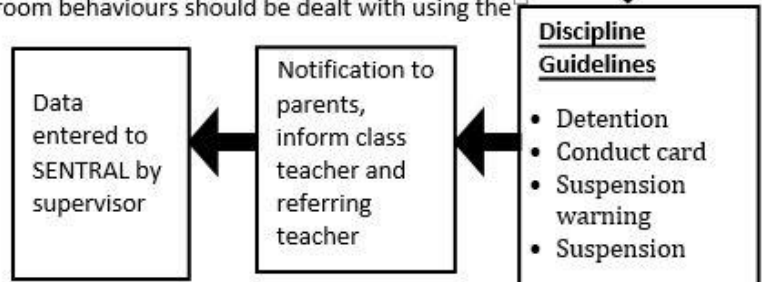 room behaviours should be dealt with using the
Data
entered to
SENTRAL by
supervisor
Notification to
parents,
inform class
teacher and
referring
teacher
Discipline
Guidelines
• Detention
• Conduct card
• Suspension
warning
• Suspension